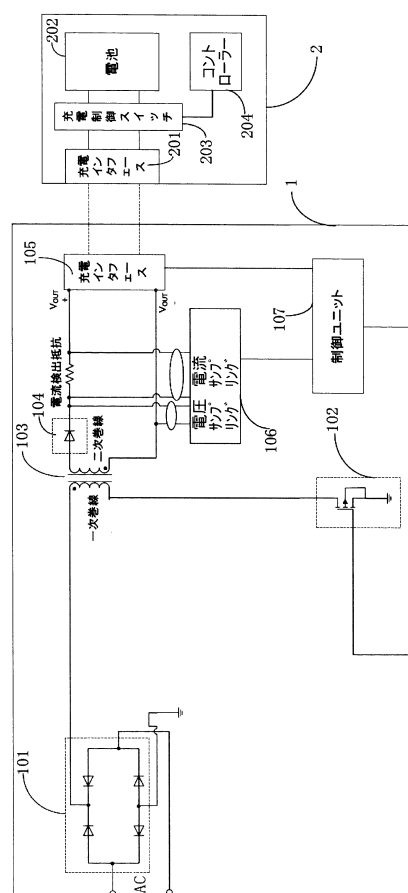 202
電池
充電制御スイッチ
充電インタフェース
201
203
コントローラー
204
2
1
105
充電インタフェース
VOUT
+
VOUT
-
電流検出抵抗
104
103
二次巻線
一次巻線
電流サンプリング
電圧サンプリング
106
107
制御ユニット
102
101
AC